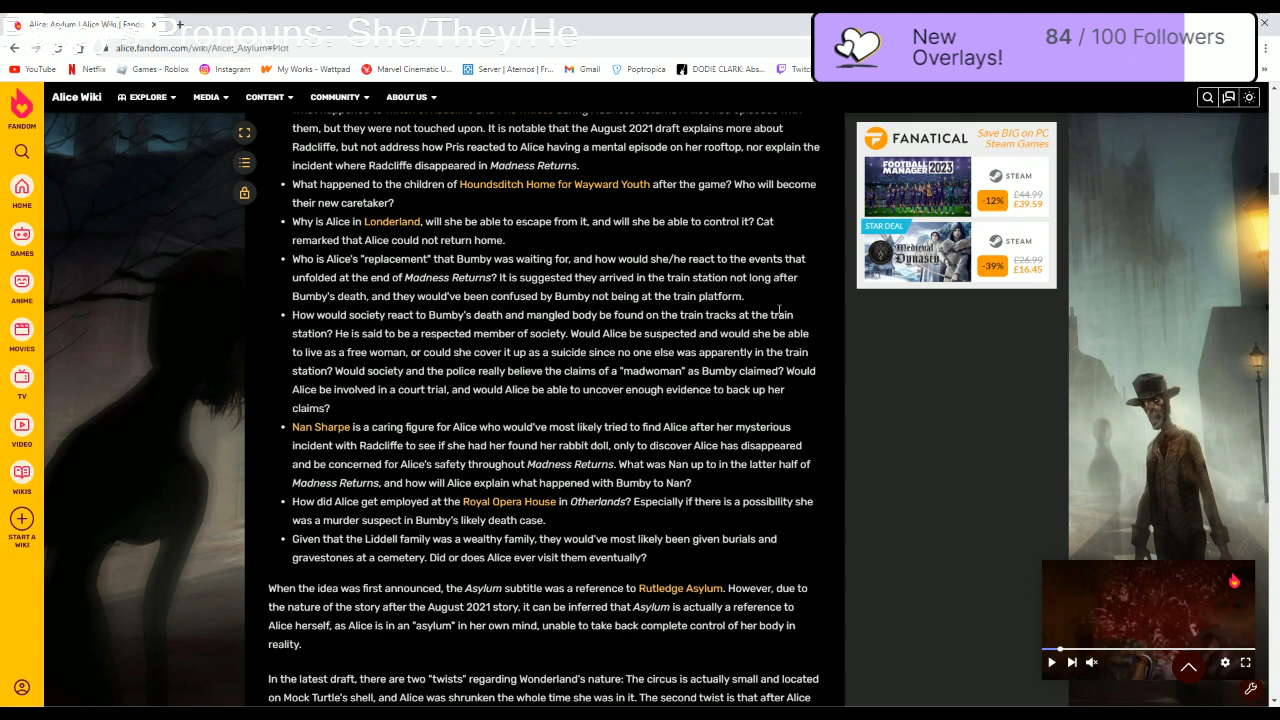 Alice: Asylum | Alice Wiki | Fando
Pronouns: She/They/He
alice.fandom.com/wiki/Alice:_Asylum#Plot
New Overlays!
84 / 100 Followers
YouTube Netflix Games - Roblox Instagram My Works - Wattpad Marvel Cinematic U... Server | Aternos | Fr... Gmail Poptropica DODIE CLARK: Abs... Twitc
Alice Wiki EXPLORE MEDIA CONTENT COMMUNITY ABOUT US
FANDOM
HOME
GAMES
ANIME
MOVIES
TV
VIDEO
WIKIS
START A WIKI
them, but they were not touched upon. It is notable that the August 2021 draft explains more about
Radcliffe, but not address how Pris reacted to Alice having a mental episode on her rooftop, nor explain the
incident where Radcliffe disappeared in Madness Returns.
• What happened to the children of Houndsditch Home for Wayward Youth after the game? Who will become
their new caretaker?
• Why is Alice in Londerland, will she be able to escape from it, and will she be able to control it? Cat
remarked that Alice could not return home.
• Who is Alice's "replacement" that Bumby was waiting for, and how would she/he react to the events that
unfolded at the end of Madness Returns? It is suggested they arrived in the train station not long after
Bumby's death, and they would've been confused by Bumby not being at the train platform.
• How would society react to Bumby's death and mangled body be found on the train tracks at the train
station? He is said to be a respected member of society. Would Alice be suspected and would she be able
to live as a free woman, or could she cover it up as a suicide since no one else was apparently in the train
station? Would society and the police really believe the claims of a "madwoman" as Bumby claimed? Would
Alice be involved in a court trial, and would Alice be able to uncover enough evidence to back up her
claims?
• Nan Sharpe is a caring figure for Alice who would've most likely tried to find Alice after her mysterious
incident with Radcliffe to see if she had her found her rabbit doll, only to discover Alice has disappeared
and be concerned for Alice's safety throughout Madness Returns. What was Nan up to in the latter half of
Madness Returns, and how will Alice explain what happened with Bumby to Nan?
• How did Alice get employed at the Royal Opera House in Otherlands? Especially if there is a possibility she
was a murder suspect in Bumby's likely death case.
• Given that the Liddell family was a wealthy family, they would've most likely been given burials and
gravestones at a cemetery. Did or does Alice ever visit them eventually?
When the idea was first announced, the Asylum subtitle was a reference to Rutledge Asylum. However, due to
the nature of the story after the August 2021 story, it can be inferred that Asylum is actually a reference to
Alice herself, as Alice is in an "asylum" in her own mind, unable to take back complete control of her body in
reality.
In the latest draft, there are two "twists" regarding Wonderland's nature: The circus is actually small and located
on Mock Turtle's shell, and Alice was shrunken the whole time she was in it. The second twist is that after Alice
FANATICAL
Save BIG on PC
Steam Games
FOOTBALL MANAGER 2023
STEAM
-12% £44.99
£39.59
STAR DEAL
MEDIEVAL DYNASTY
STEAM
-39% £26.99
£16.45